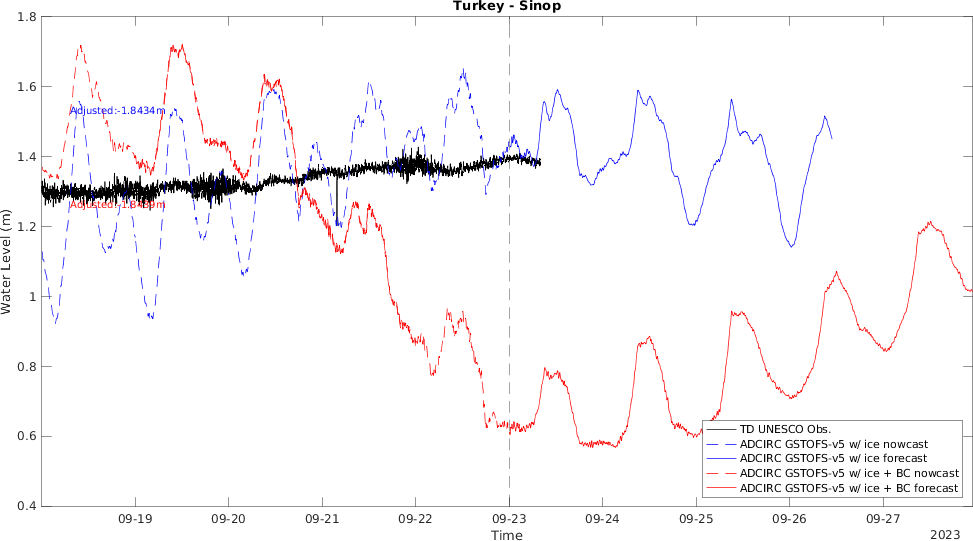 Turkey - Sinop
1.8
1.6
1.4
1.2
1
0.8
0.6
0.4
Water Level (m)
Adjusted:-1.8434m
09-19
09-20
09-21
09-22
09-23
09-24
09-25
09-26
09-27
Time
2023
TD UNESCO Obs.
ADCIRC GSTOFS-v5 w/ ice nowcast
ADCIRC GSTOFS-v5 w/ ice forecast
ADCIRC GSTOFS-v5 w/ ice + BC nowcast
ADCIRC GSTOFS-v5 w/ ice + BC forecast